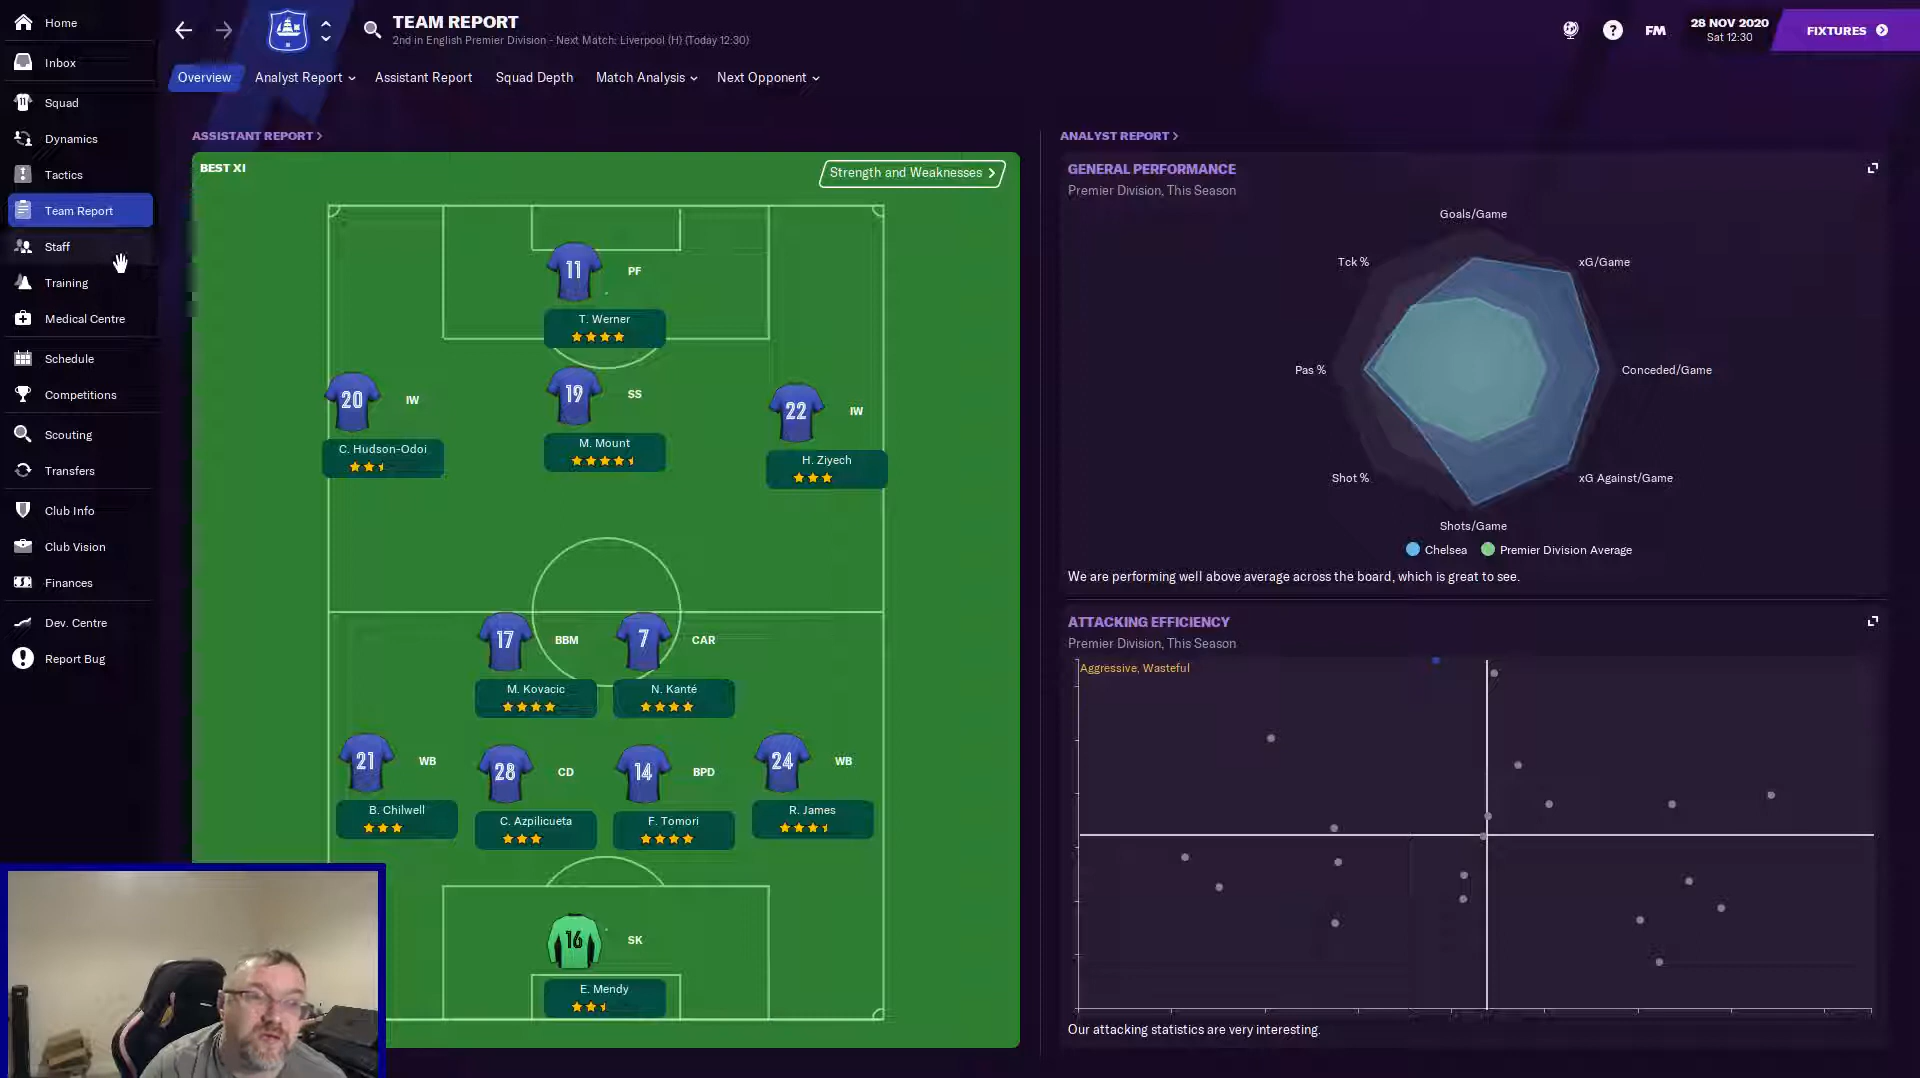 Home
Inbox
Squad
Dynamics
Tactics
Team Report
Staff
Training
Medical Centre
Schedule
Competitions
Scouting
Transfers
Club Info
Club Vision
Finances
Dev. Centre
Report Bug
TEAM REPORT
2nd in English Premier Division - Next Match: Liverpool (H) (Today 12:30)
FM
28 NOV 2020
Sat 12:30
FIXTURES
Overview
Analyst Report
Assistant Report
Squad Depth
Match Analysis
Next Opponent
ASSISTANT REPORT
BEST XI
Strength and Weaknesses
11
PF
T. Werner
20
IW
C. Hudson-Odoi
19
SS
M. Mount
22
IW
H. Ziyech
17
BBM
M. Kovacic
7
CAR
N. Kanté
21
WB
B. Chilwell
28
CD
C. Azpilicueta
14
BPD
F. Tomori
24
WB
R. James
16
SK
E. Mendy
ANALYST REPORT
GENERAL PERFORMANCE
Premier Division, This Season
Goals/Game
Tck %
xG/Game
Pas %
Conceded/Game
Shot %
xG Against/Game
Shots/Game
Chelsea
Premier Division Average
We are performing well above average across the board, which is great to see.
ATTACKING EFFICIENCY
Premier Division, This Season
Aggressive, Wasteful
Our attacking statistics are very interesting.